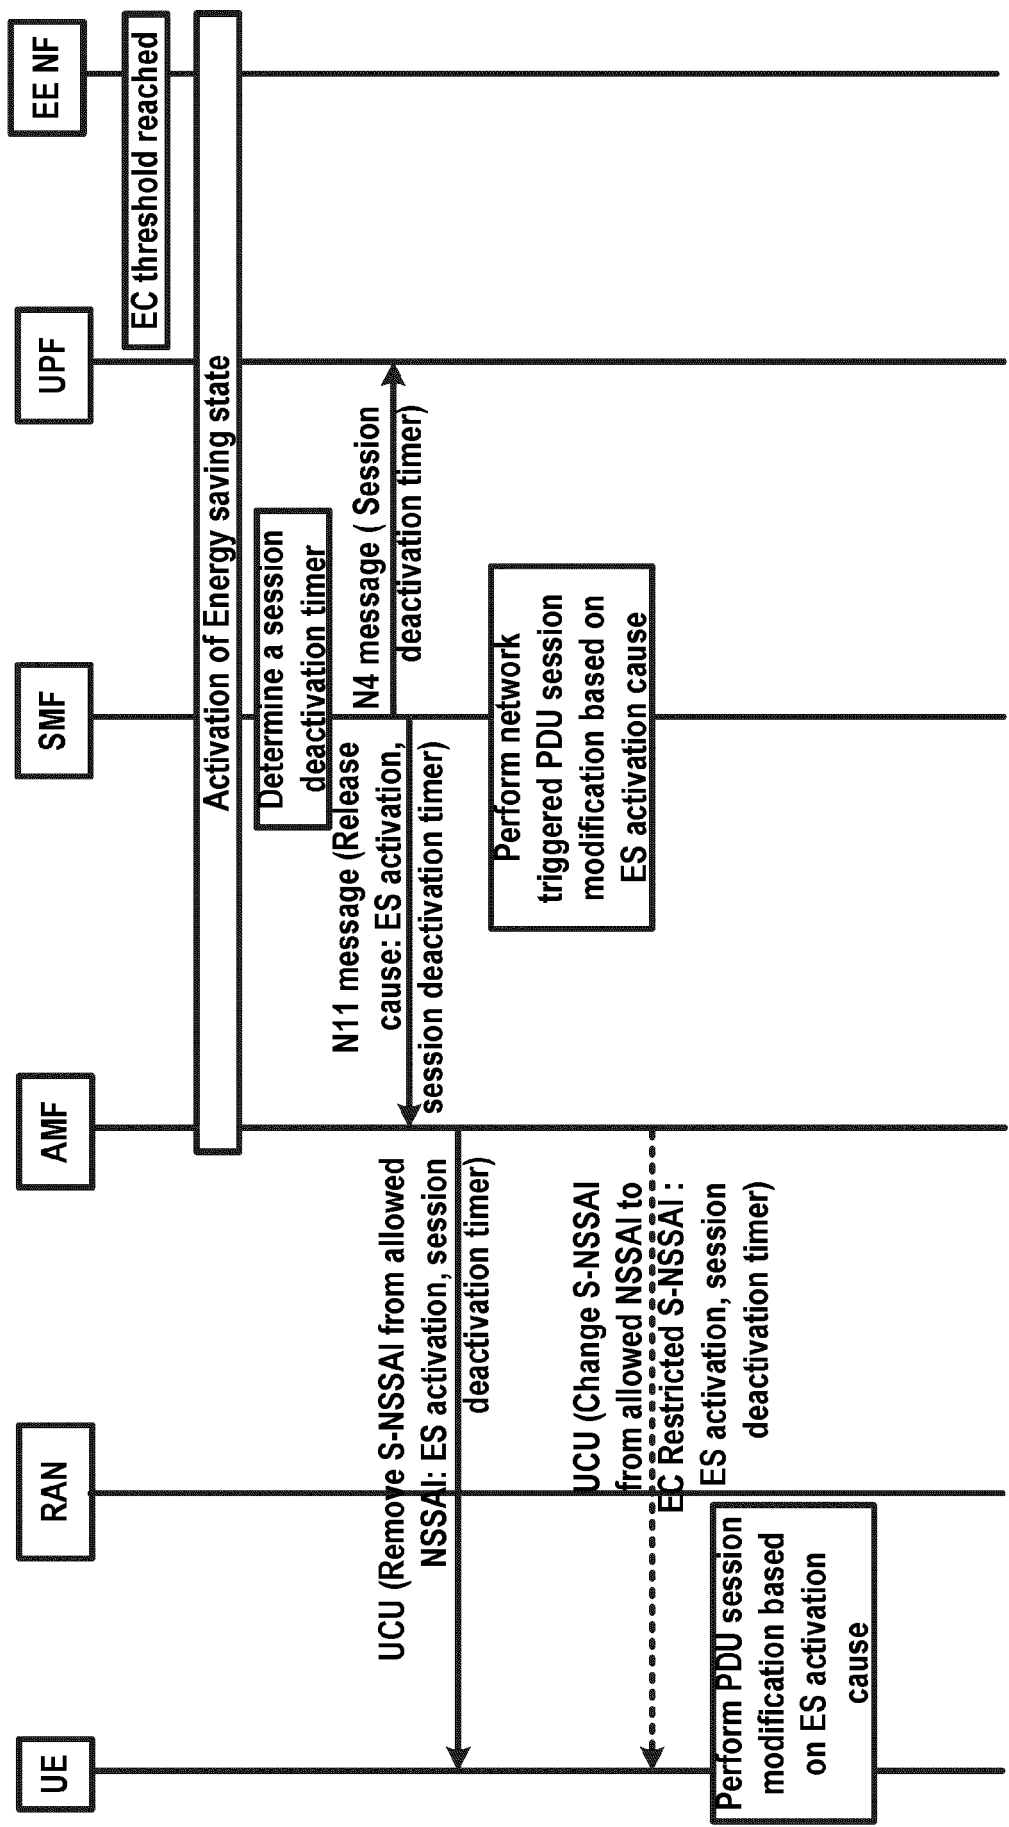 UE
RAN
AMF
SMF
UPF
EE NF
EC threshold reached
Activation of Energy saving state
Determine a session
deactivation timer
N4 message ( Session
deactivation timer)
N11 message (Release
cause: ES activation,
session deactivation timer)
UCU (Remove S-NSSAI from allowed
NSSAI: ES activation, session
deactivation timer)
Perform network
triggered PDU session
modification based on
ES activation cause
UCU (Change S-NSSAI
from allowed NSSAI to
EC Restricted S-NSSAI :
ES activation, session
deactivation timer)
Perform PDU session
modification based
on ES activation
cause